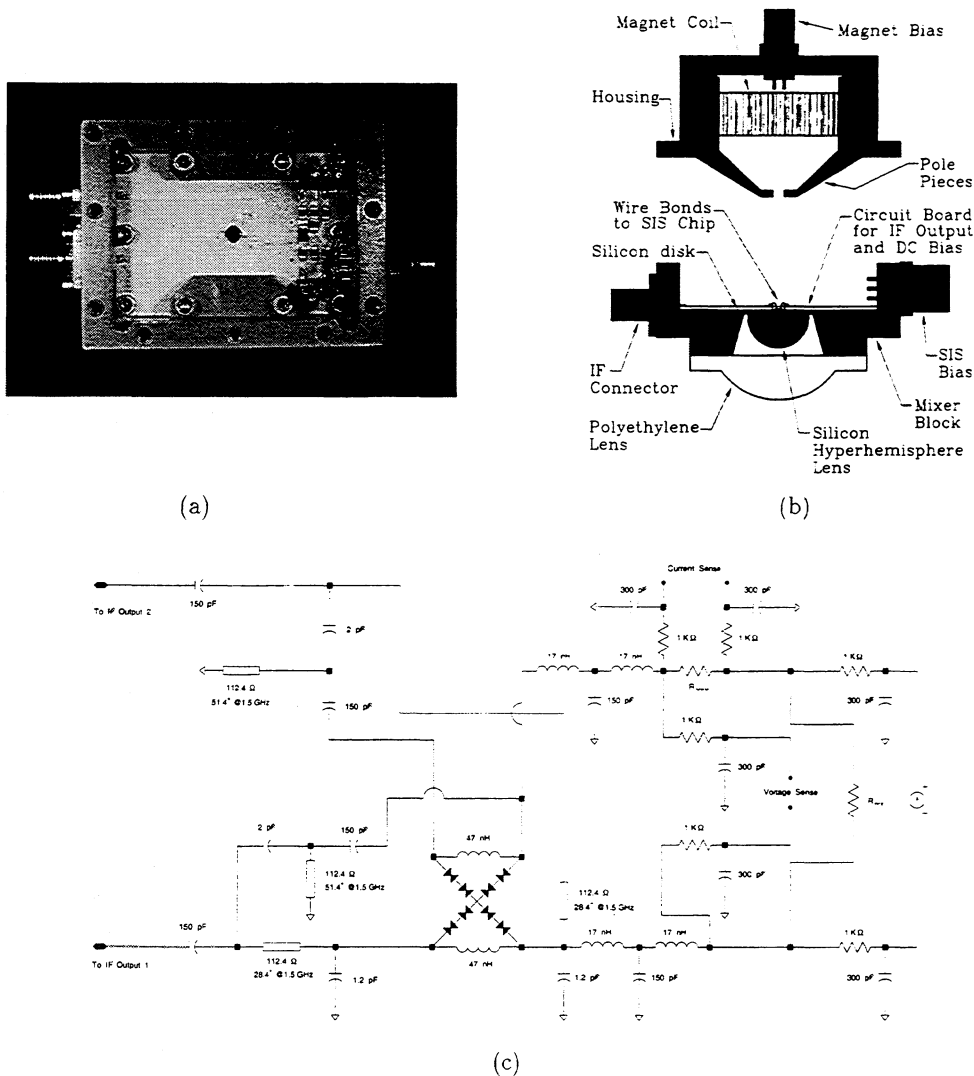 Magnet Coil
Magnet Bias
Housing
Pole
Pieces
Wire Bonds
to SIS Chip
Circuit Board
for IF Output
and DC Bias
Silicon disk
IF
Connector
SIS
Bias
Mixer
Block
Polyethylene
Lens
Silicon
Hyperhemisphere
Lens
(a)
(b)
Current Sense
300 pF
300 pF
150 pF
To IF Output 2
2 pF
1 KΩ
1 KΩ
17 nH
17 nH
1 KΩ
112.4 Ω
51.4° @1.5 GHz
150 pF
150 pF
300 pF
1 KΩ
300 pF
Voltage Sense
2 pF
150 pF
47 nH
1 KΩ
112.4 Ω
51.4° @1.5 GHz
112.4 Ω
28.4° @1.5 GHz
300 pF
150 pF
17 nH
17 nH
1 KΩ
To IF Output 1
112.4 Ω
28.4° @1.5 GHz
47 nH
1.2 pF
1.2 pF
150 pF
300 pF
(c)